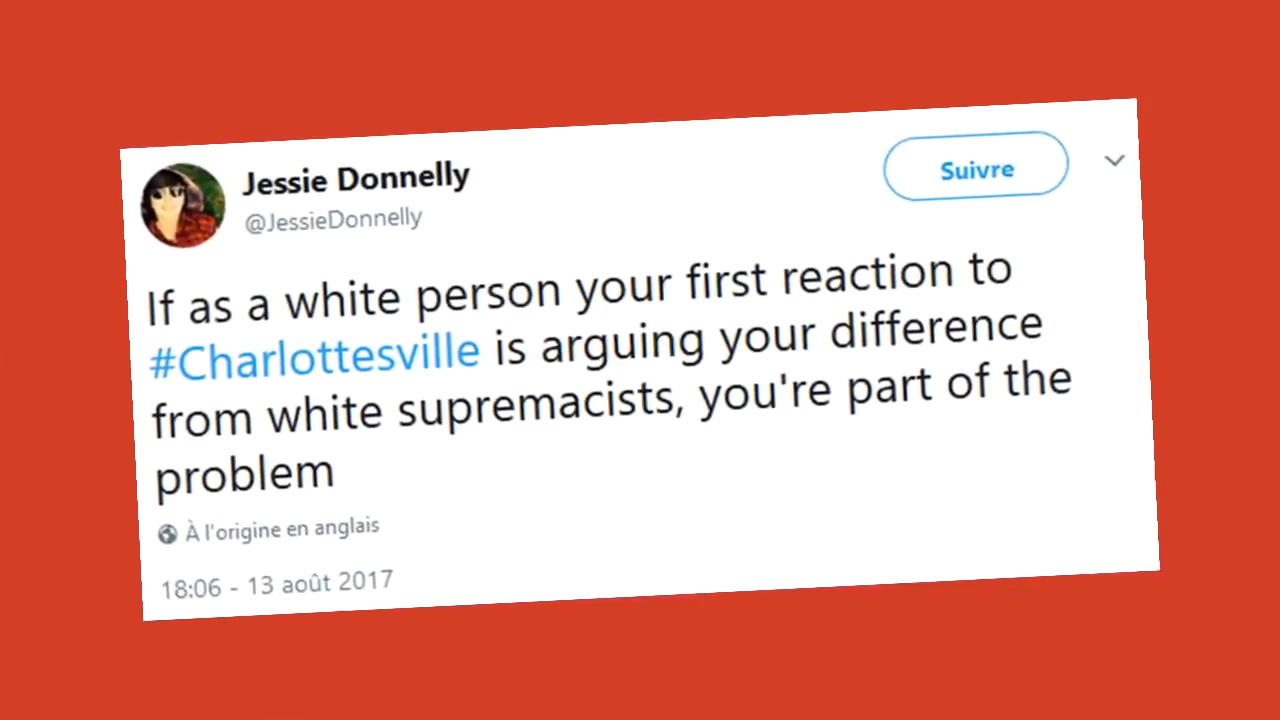 Jessie Donnelly
@JessieDonnelly
Suivre
If as a white person your first reaction to
#Charlottesville is arguing your difference
from white supremacists, you're part of the
problem
À l'origine en anglais
18:06 - 13 août 2017